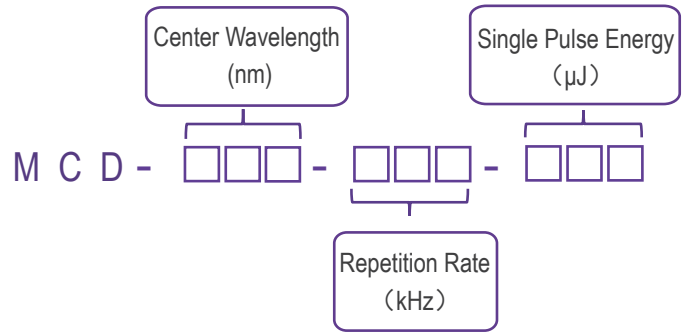 Center Wavelength
(nm)
Single Pulse Energy
（μJ）
M C D - □□□ - □□□ - □□□
Repetition Rate
（kHz）